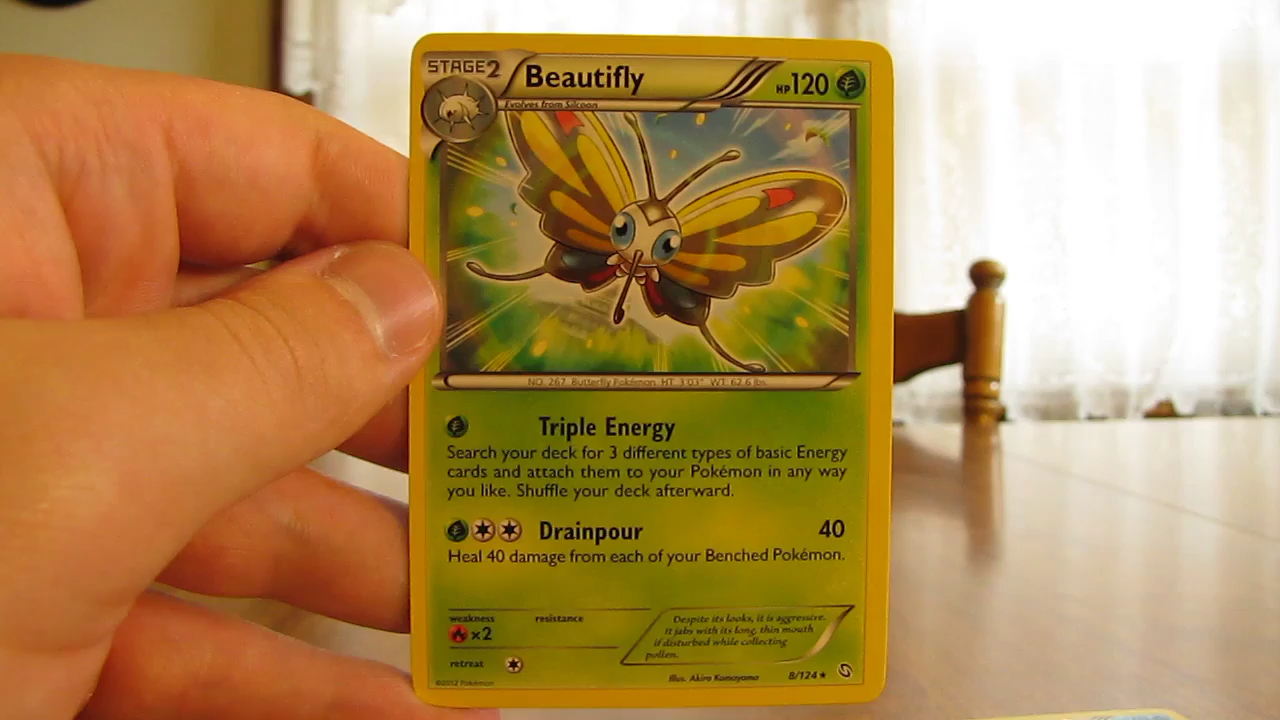 STAGE2 Beautifly HP120
Evolves from Silcoon
NO. 267 Butterfly Pokémon HT: 3'03" WT: 62.6 lbs.
Triple Energy
Search your deck for 3 different types of basic Energy
cards and attach them to your Pokémon in any way
you like. Shuffle your deck afterward.
Drainpour 40
Heal 40 damage from each of your Benched Pokémon.
weakness resistance
×2
retreat
Despite its looks, it is aggressive.
It jabs with its long, thin mouth
if disturbed while collecting
pollen.
©2012 Pokémon Illus. Akira Komayama 8/124★